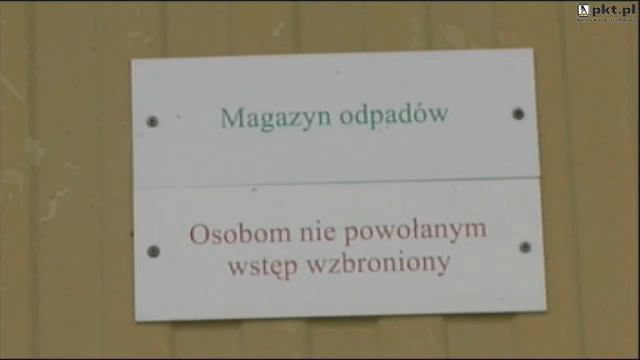 pkt.pl
Magazyn odpadów
Osobom nie powołanym
wstęp wzbroniony